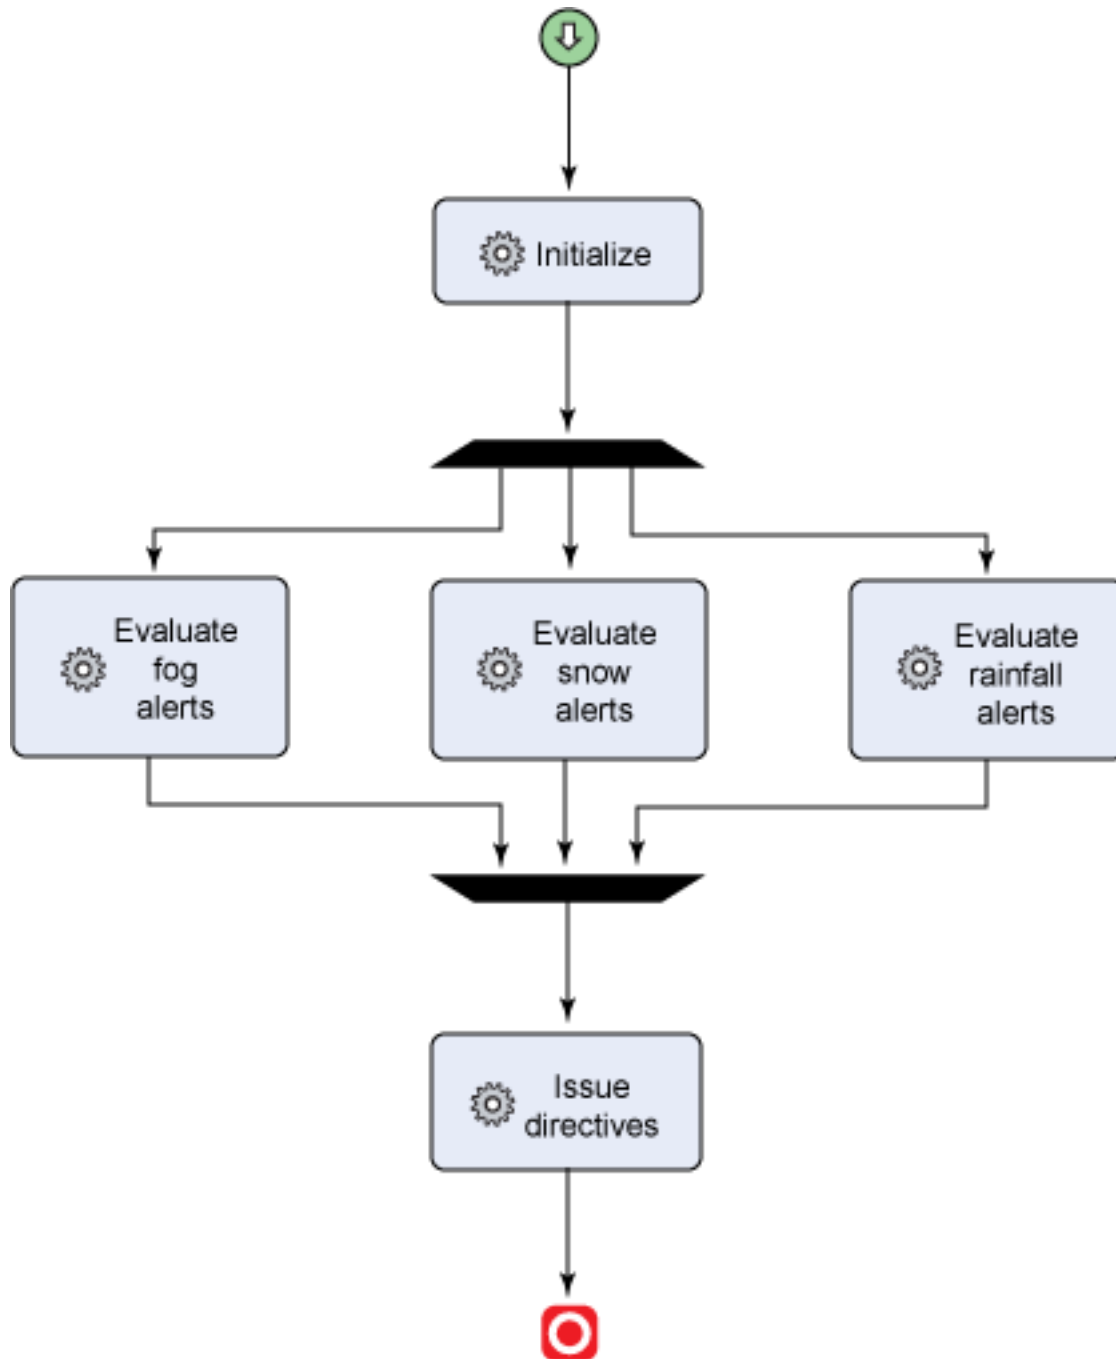 Initialize
Evaluate
fog
alerts
Evaluate
snow
alerts
Evaluate
rainfall
alerts
Issue
directives